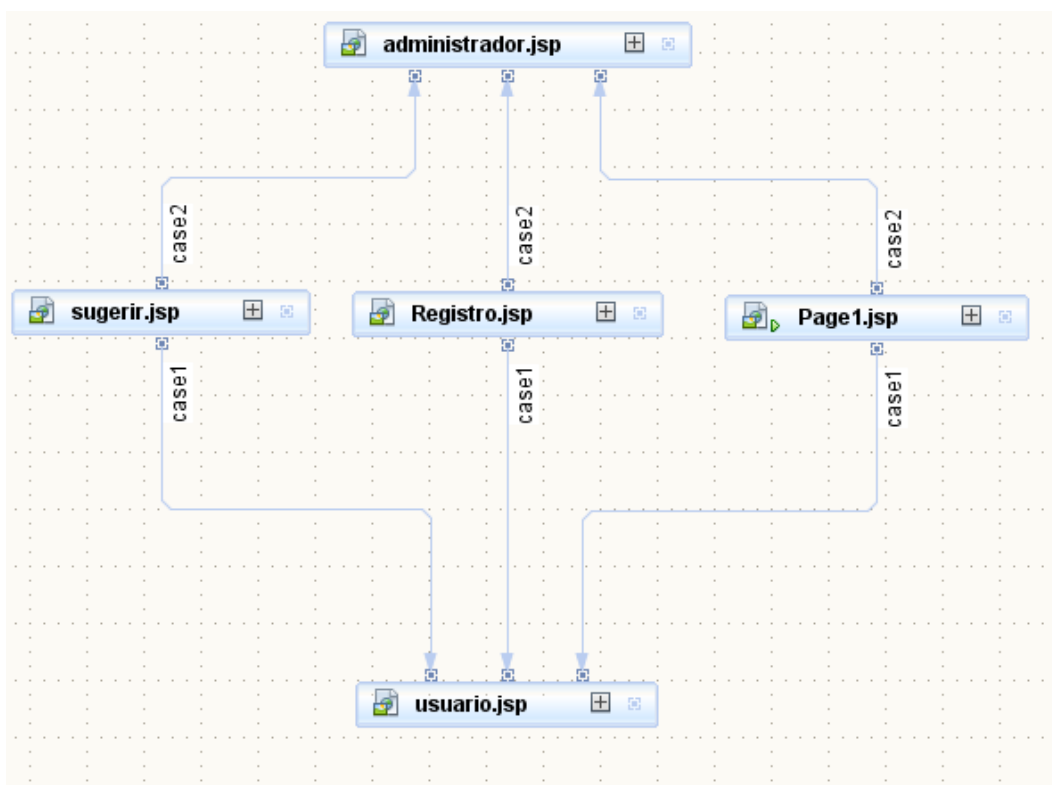 administrador.jsp
case2
case2
case2
sugerir.jsp
Registro.jsp
Page1.jsp
case1
case1
case1
usuario.jsp